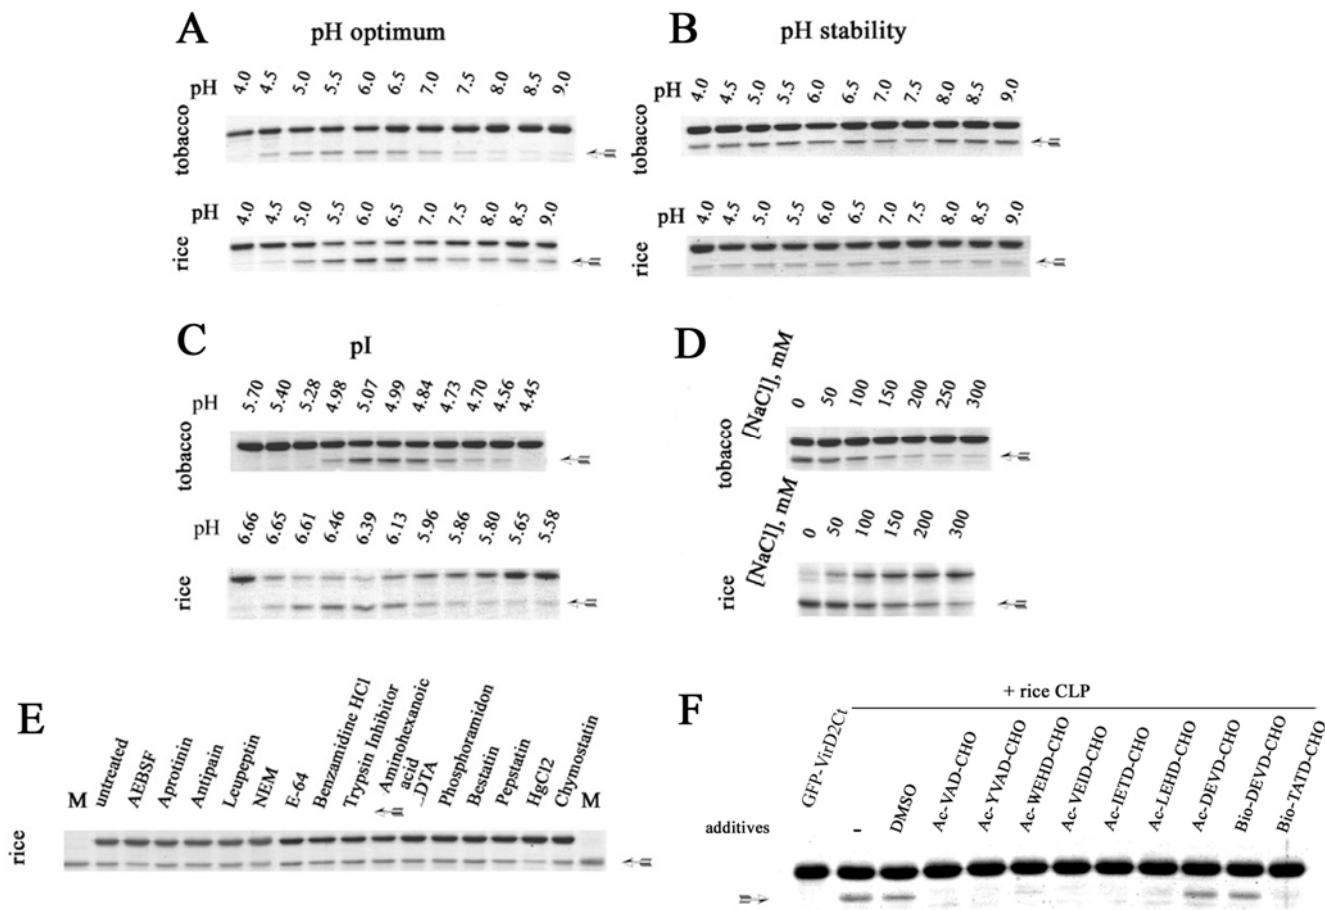 A
pH optimum
pH 4.0 4.5 5.0 5.5 6.0 6.5 7.0 7.5 8.0 8.5 9.0
tobacco
pH 4.0 4.5 5.0 5.5 6.0 6.5 7.0 7.5 8.0 8.5 9.0
rice
B
pH stability
pH 4.0 4.5 5.0 5.5 6.0 6.5 7.0 7.5 8.0 8.5 9.0
tobacco
pH 4.0 4.5 5.0 5.5 6.0 6.5 7.0 7.5 8.0 8.5 9.0
rice
C
pI
pH 5.70 5.40 5.28 4.98 5.07 4.99 4.84 4.73 4.70 4.56 4.45
tobacco
pH 6.66 6.65 6.61 6.46 6.39 6.13 5.96 5.86 5.80 5.65 5.58
rice
D
[NaCl], mM 0 50 100 150 200 250 300
tobacco
[NaCl], mM 0 50 100 150 200 300
rice
E
M
untreated
AEBSF
Aprotinin
Antipain
Leupeptin
NEM
E-64
Benzamidine HCl
Trypsin Inhibitor
Aminohexanoic
acid
DTA
Phosphoramidon
Bestatin
Pepstatin
HgCl2
Chymostatin
M
rice
F
+ rice CLP
additives
GFP-VirD2Ct
-
DMSO
Ac-VAD-CHO
Ac-YVAD-CHO
Ac-WEHD-CHO
Ac-VEID-CHO
Ac-IETD-CHO
Ac-LEHD-CHO
Ac-DEVD-CHO
Bio-DEVD-CHO
Bio-TATD-CHO